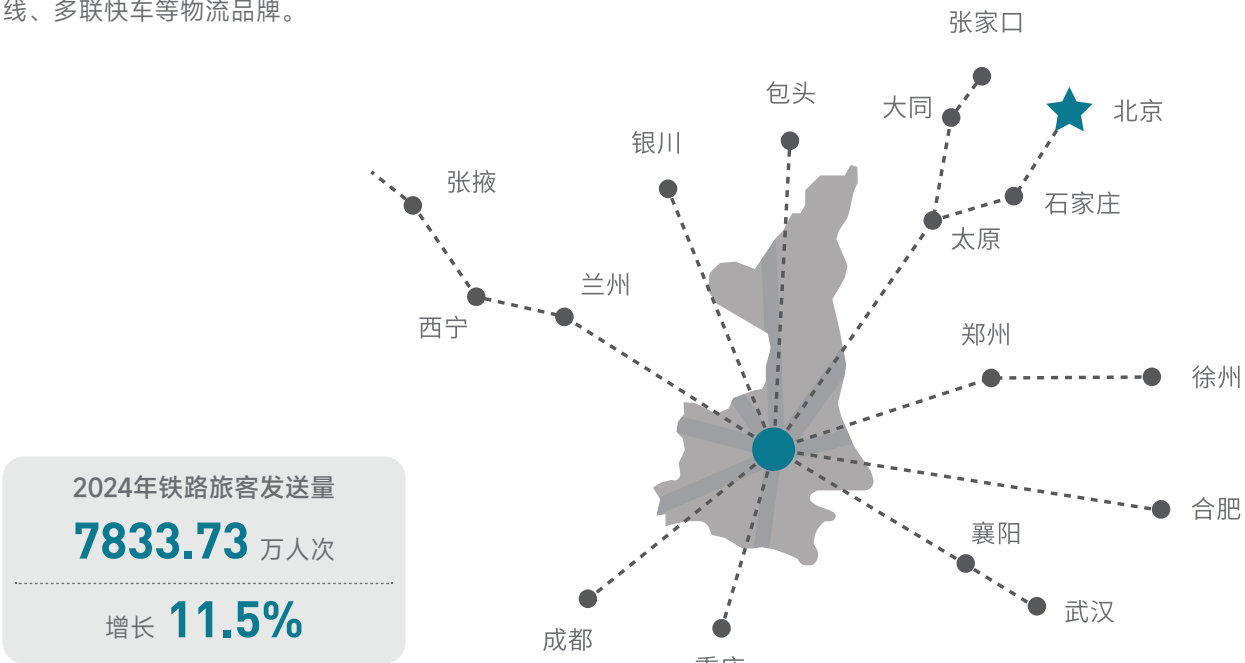 线、多联快车等物流品牌。
张家口
包头
大同
北京
银川
张掖
石家庄
太原
兰州
西宁
郑州
徐州
2024年铁路旅客发送量
7833.73 万人次
合肥
襄阳
增长 11.5%
武汉
成都
重庆